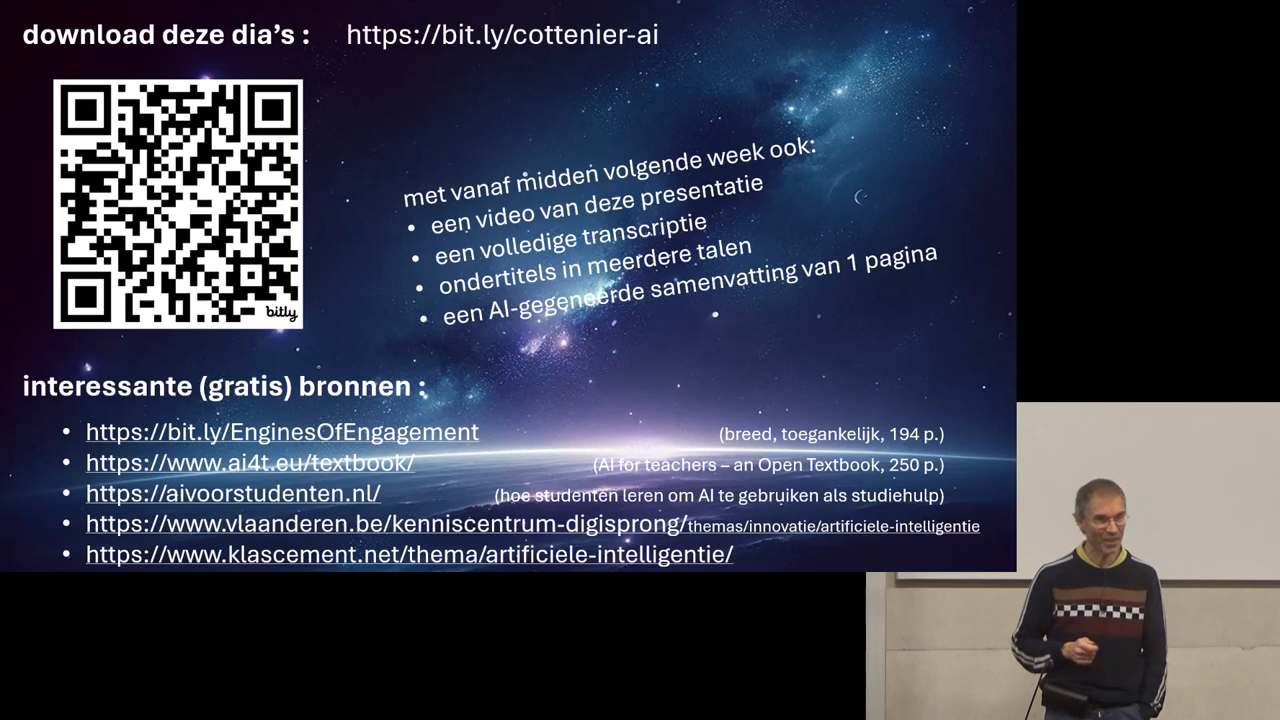 download deze dia’s : https://bit.ly/cottenier-ai
bitly
met vanaf midden volgende week ook:
• een video van deze presentatie
• een volledige transcriptie
• ondertitels in meerdere talen
• een AI-gegeneerde samenvatting van 1 pagina
interessante (gratis) bronnen :
• https://bit.ly/EnginesOfEngagement (breed, toegankelijk, 194 p.)
• https://www.ai4t.eu/textbook/ (AI for teachers – an Open Textbook, 250 p.)
• https://aivoorstudenten.nl/ (hoe studenten leren om AI te gebruiken als studiehulp)
• https://www.vlaanderen.be/kenniscentrum-digisprong/themas/innovatie/artificiele-intelligentie
• https://www.klascement.net/thema/artificiele-intelligentie/